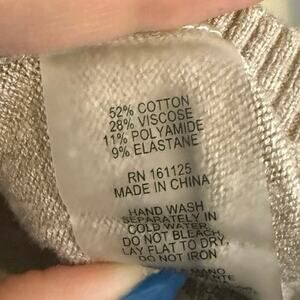 52% COTTON
28% VISCOSE
11% POLYAMIDE
9% ELASTANE
RN 161125
MADE IN CHINA
HAND WASH
SEPARATELY IN
COLD WATER,
DO NOT BLEACH,
LAY FLAT TO DRY,
DO NOT IRON
MANO